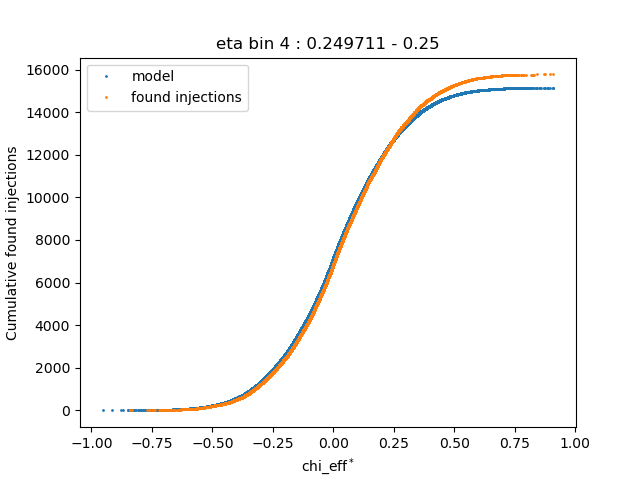 eta bin 4 : 0.249711 - 0.25
model
found injections
Cumulative found injections
16000
14000
12000
10000
8000
6000
4000
2000
0
−1.00 −0.75 −0.50 −0.25 0.00 0.25 0.50 0.75 1.00
chi_eff*